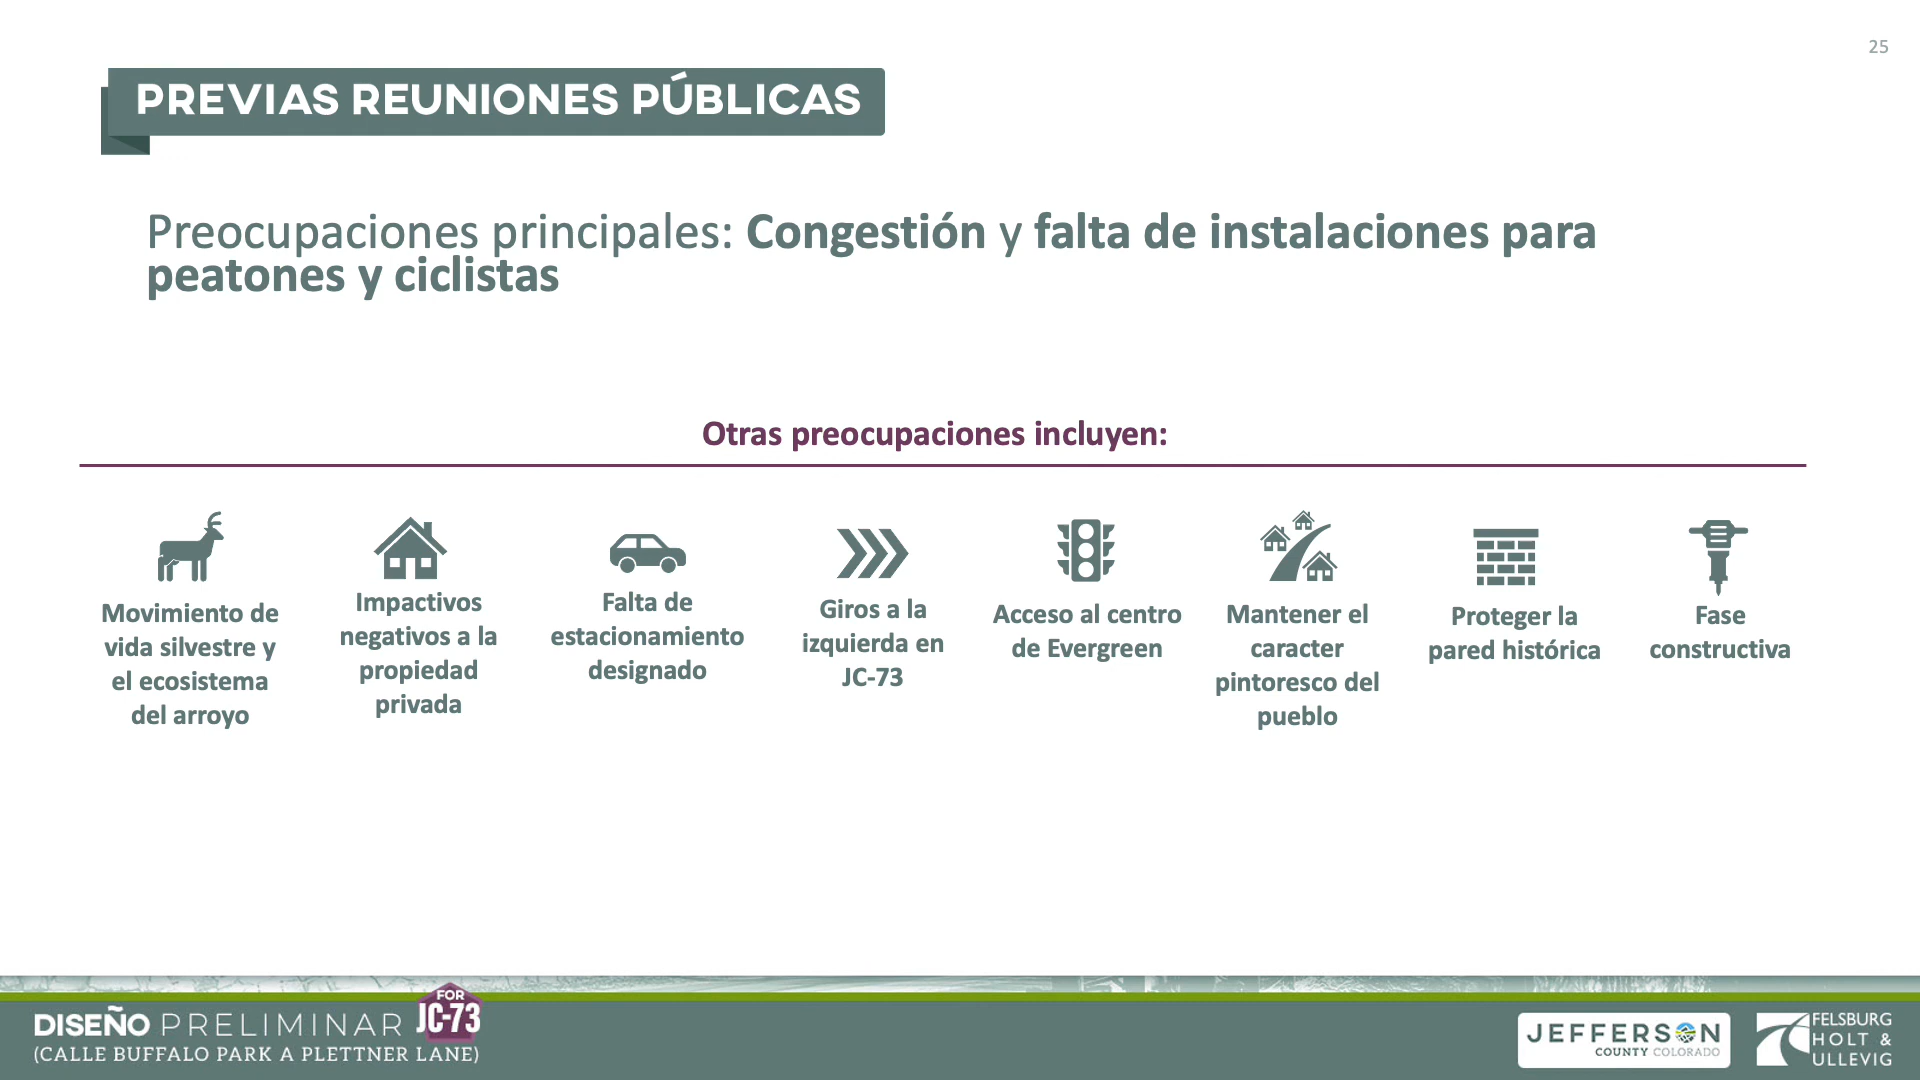 25
PREVIAS REUNIONES PÚBLICAS
Preocupaciones principales: Congestión y falta de instalaciones para
peatones y ciclistas
Otras preocupaciones incluyen:
Movimiento de
vida silvestre y
el ecosistema
del arroyo
Impactivos
negativos a la
propiedad
privada
Falta de
estacionamiento
designado
Giros a la
izquierda en
JC-73
Acceso al centro
de Evergreen
Mantener el
caracter
pintoresco del
pueblo
Proteger la
pared histórica
Fase
constructiva
DISEÑO PRELIMINAR
FOR
JC-73
(CALLE BUFFALO PARK A PLETTNER LANE)
JEFFERSON
COUNTY COLORADO
FELSBURG
HOLT &
ULLEVIG